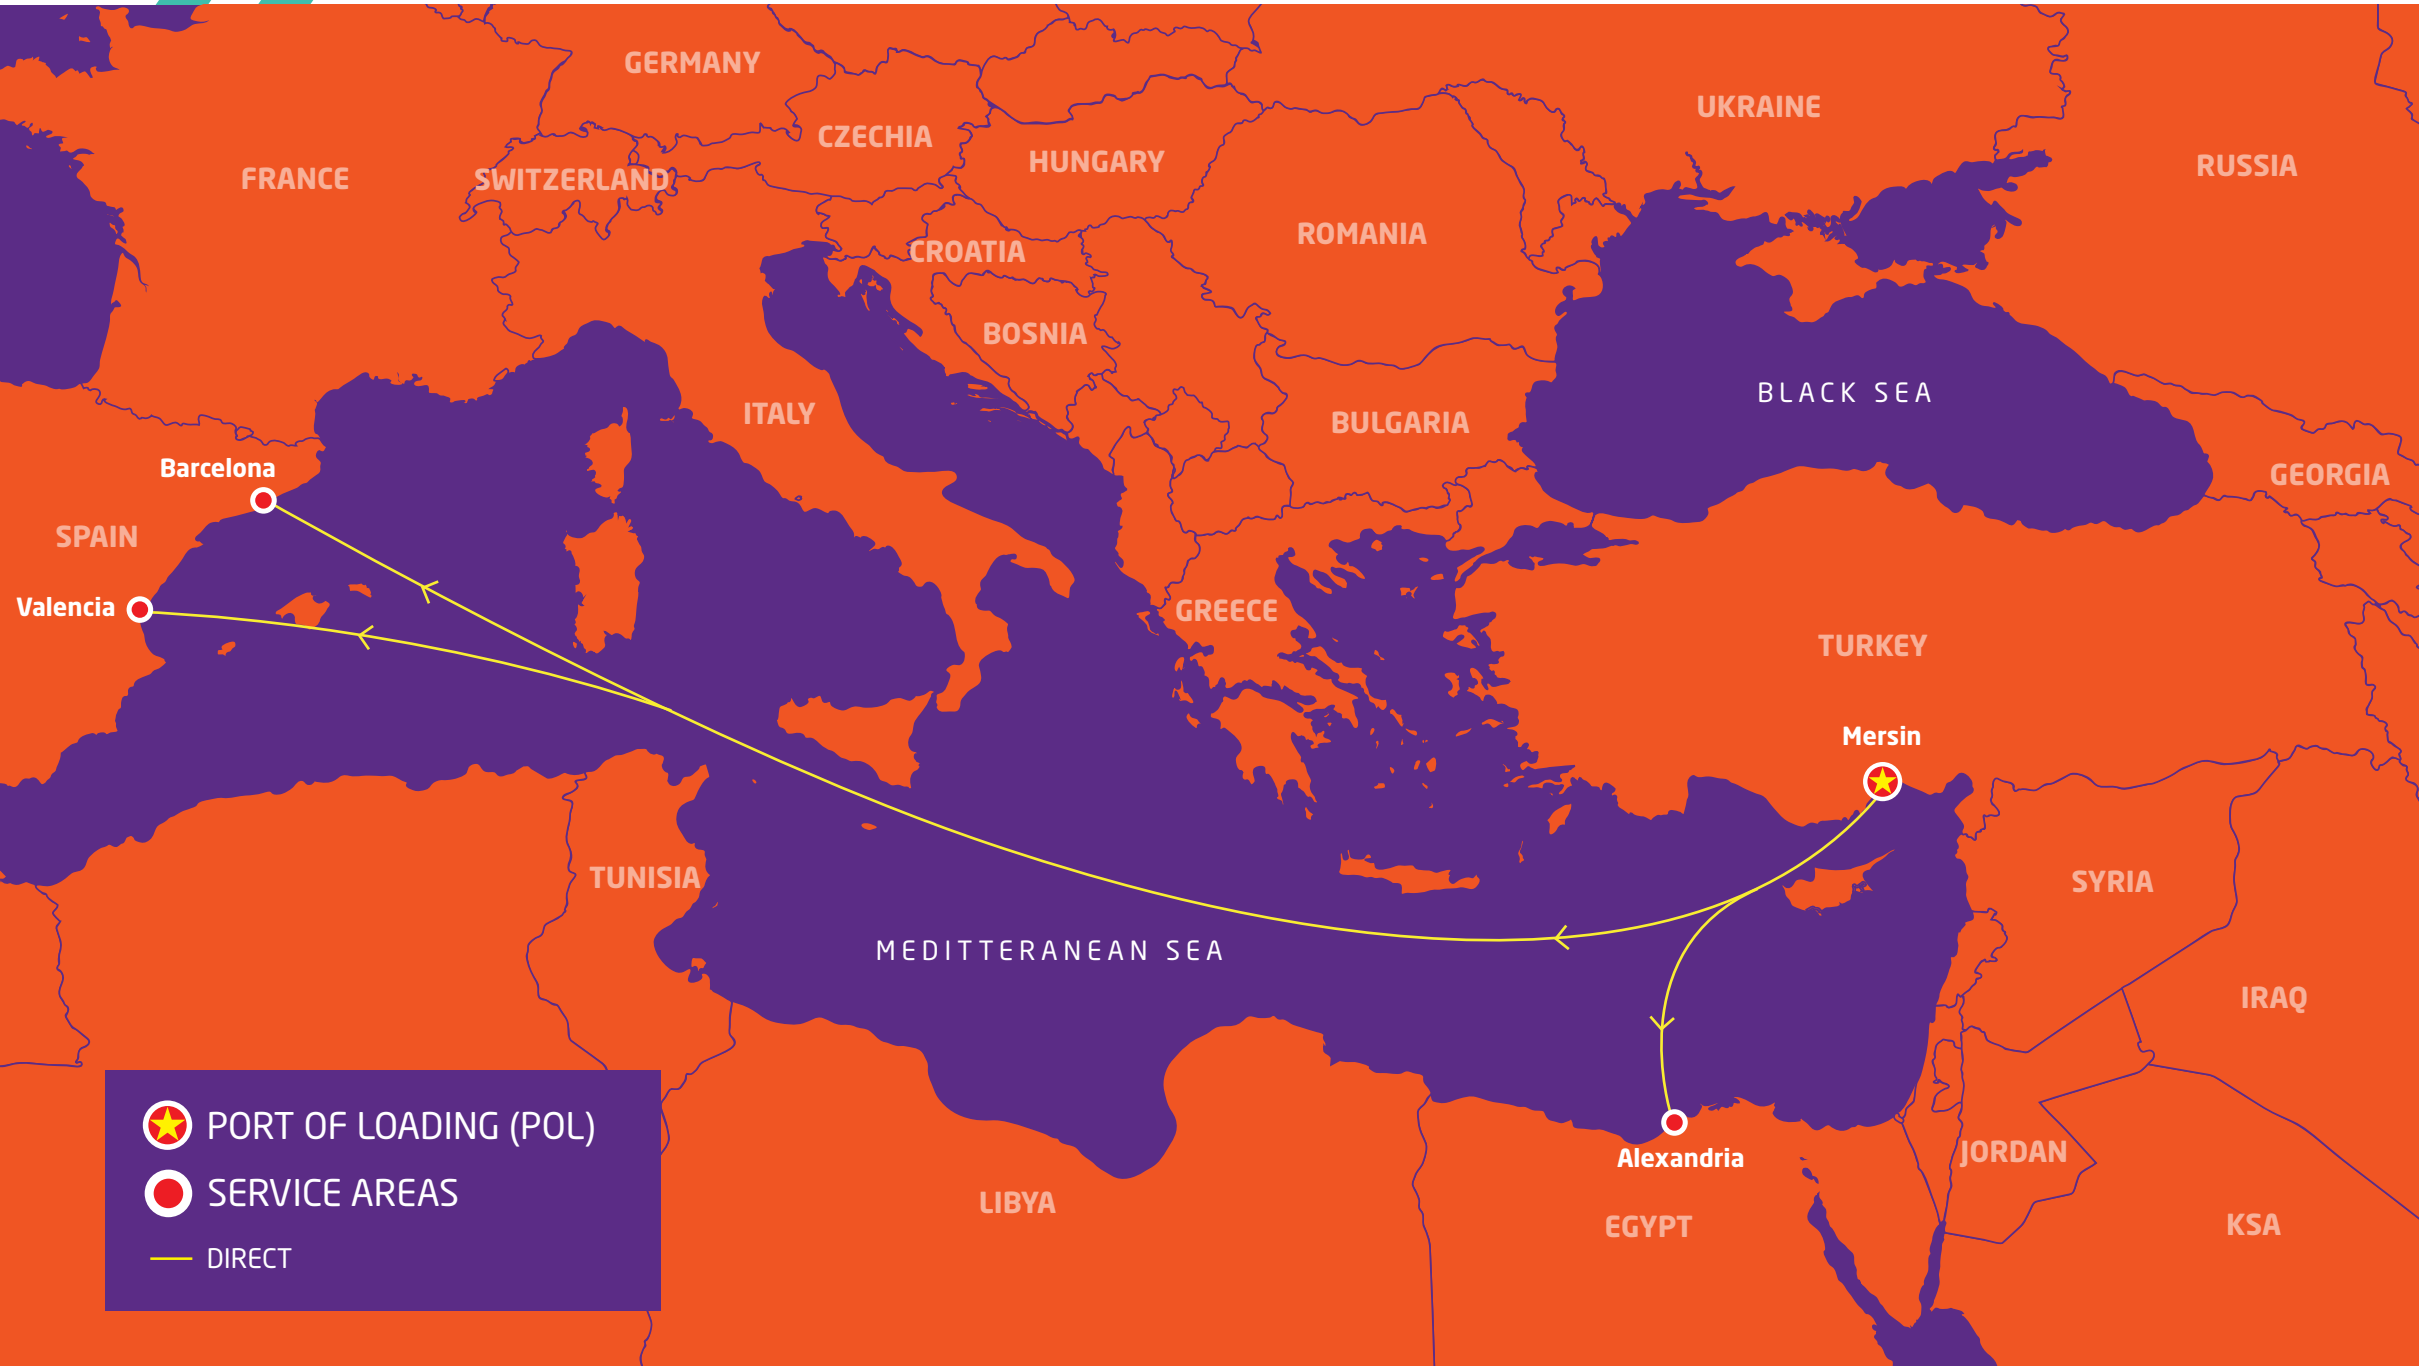 GERMANY
UKRAINE
CZECHIA
HUNGARY
RUSSIA
FRANCE
SWITZERLAND
ROMANIA
CROATIA
BOSNIA
BLACK SEA
ITALY
BULGARIA
Barcelona
GEORGIA
SPAIN
Valencia
GREECE
TURKEY
Mersin
TUNISIA
SYRIA
MEDITTERANEAN SEA
IRAQ
PORT OF LOADING (POL)
SERVICE AREAS
DIRECT
JORDAN
Alexandria
LIBYA
EGYPT
KSA